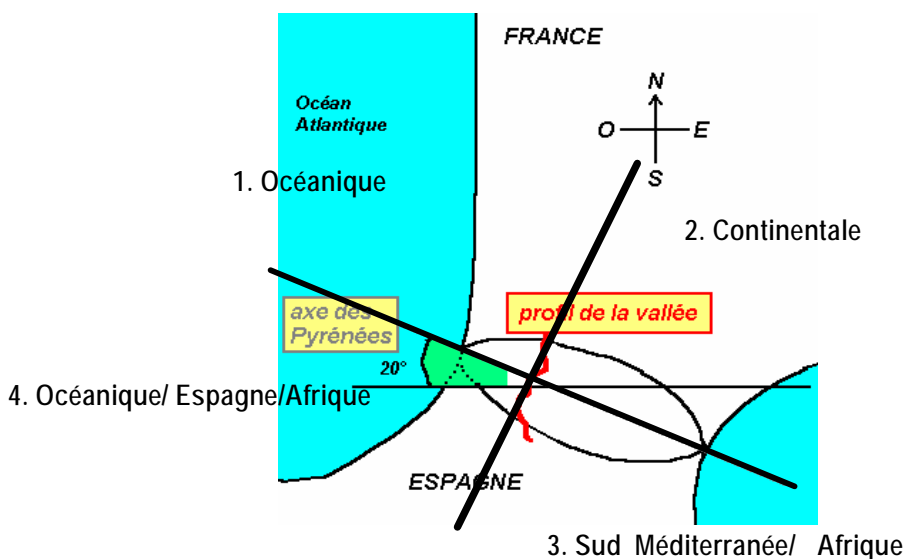 FRANCE
N
Océan
Atlantique
O
E
S
1. Océanique
2. Continentale
axe des
Pyrénées
profil de la vallée
20°
4. Océanique/ Espagne/Afrique
ESPAGNE
3. Sud Méditerranée/ Afrique